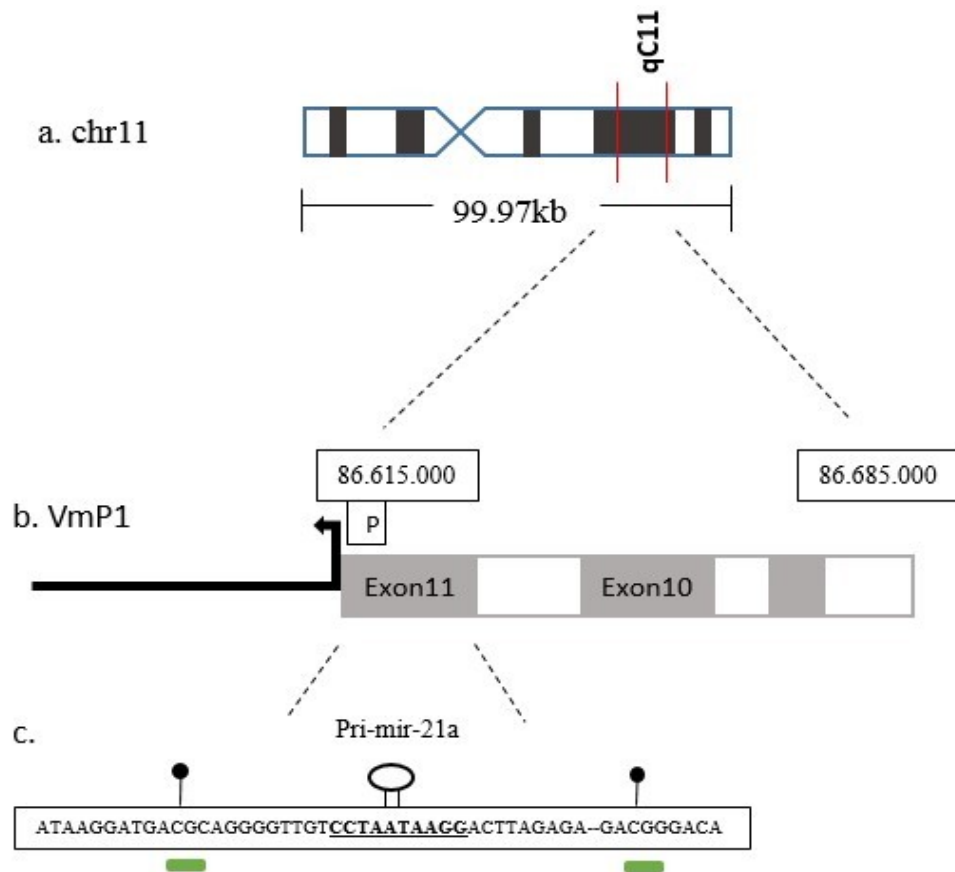 qC11
a. chr11
99.97kb
86.615.000
86.685.000
b. VmP1
P
Exon11
Exon10
c.
Pri-mir-21a
ATAAGGATGACGCAGGGGTTGTCCTAATAAGGACTTAGAGA--GACGGGACA